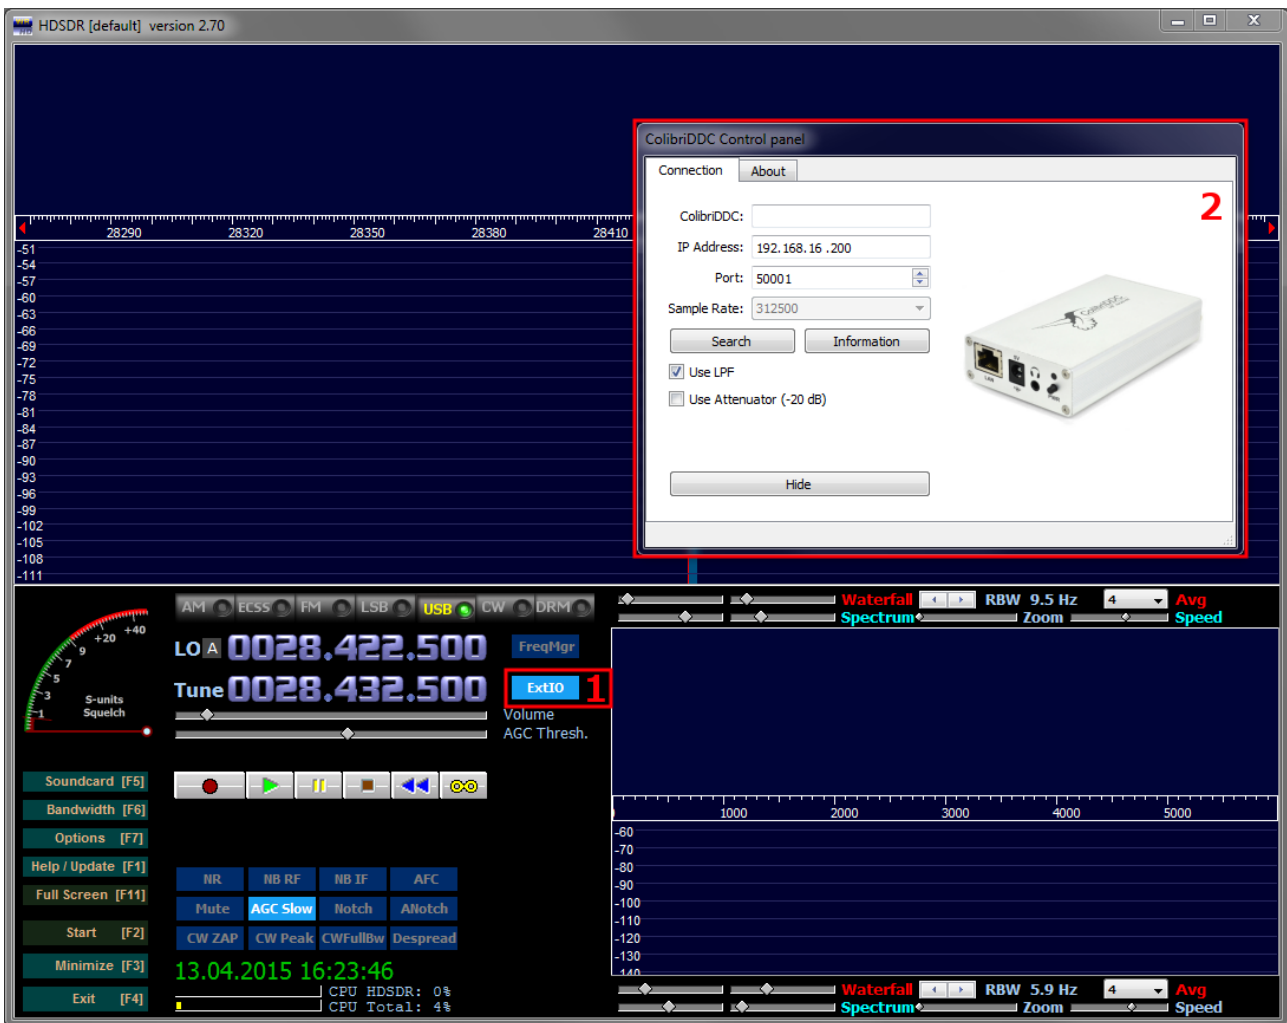 HDSDR [default] version 2.70
ColibriDDC Control panel
Connection About
2
ColibriDDC:
IP Address: 192.168.16 .200
Port: 50001
Sample Rate: 312500
Search Information
Use LPF
Use Attenuator (-20 dB)
Hide
ColibriDDC
LAN 5V PWR
28290 28320 28350 28380 28410
-51
-54
-57
-60
-63
-66
-69
-72
-75
-78
-81
-84
-87
-90
-93
-96
-99
-102
-105
-108
-111
AM ECSS FM LSB USB CW DRM
LO A 0028.422.500 FreqMgr
Tune 0028.432.500 ExtIO 1
Volume
AGC Thresh.
+40
+20
9
7
5
3
1
S-units
Squelch
Soundcard [F5]
Bandwidth [F6]
Options [F7]
Help / Update [F1]
Full Screen [F11]
Start [F2]
Minimize [F3]
Exit [F4]
NR NB RF NB IF AFC
Mute AGC Slow Notch ANotch
CW ZAP CW Peak CWFullBw Despread
13.04.2015 16:23:46
CPU HDSDR: 0%
CPU Total: 4%
Waterfall RBW 9.5 Hz 4 Avg
Spectrum Zoom Speed
1000 2000 3000 4000 5000
-60
-70
-80
-90
-100
-110
-120
-130
-140
Waterfall RBW 5.9 Hz 4 Avg
Spectrum Zoom Speed